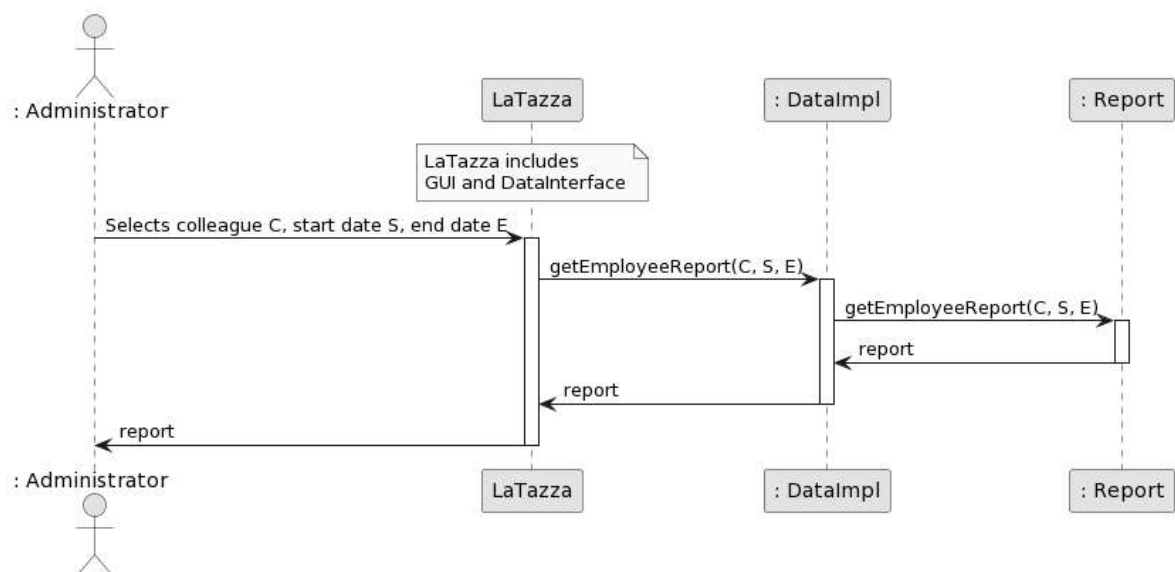 : Administrator
LaTazza
: DataImpl
: Report
LaTazza includes
GUI and DataInterface
Selects colleague C, start date S, end date E
getEmployeeReport(C, S, E)
getEmployeeReport(C, S, E)
report
report
report
: Administrator
LaTazza
: DataImpl
: Report